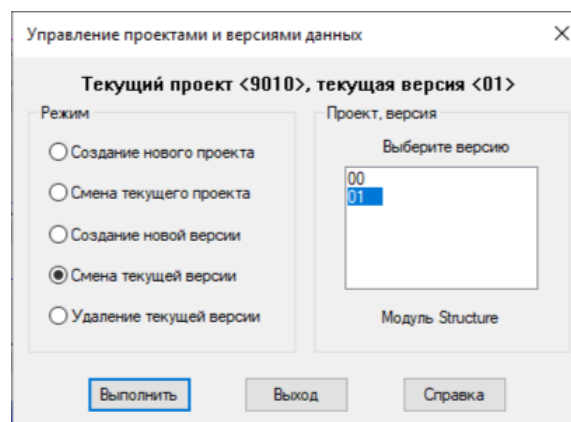 Управление проектами и версиями данных
Текущий проект <9010>, текущая версия <01>
Режим
Создание нового проекта
Смена текущего проекта
Создание новой версии
Смена текущей версии
Удаление текущей версии
Проект, версия
Выберите версию
00
01
Модуль Structure
Выполнить
Выход
Справка